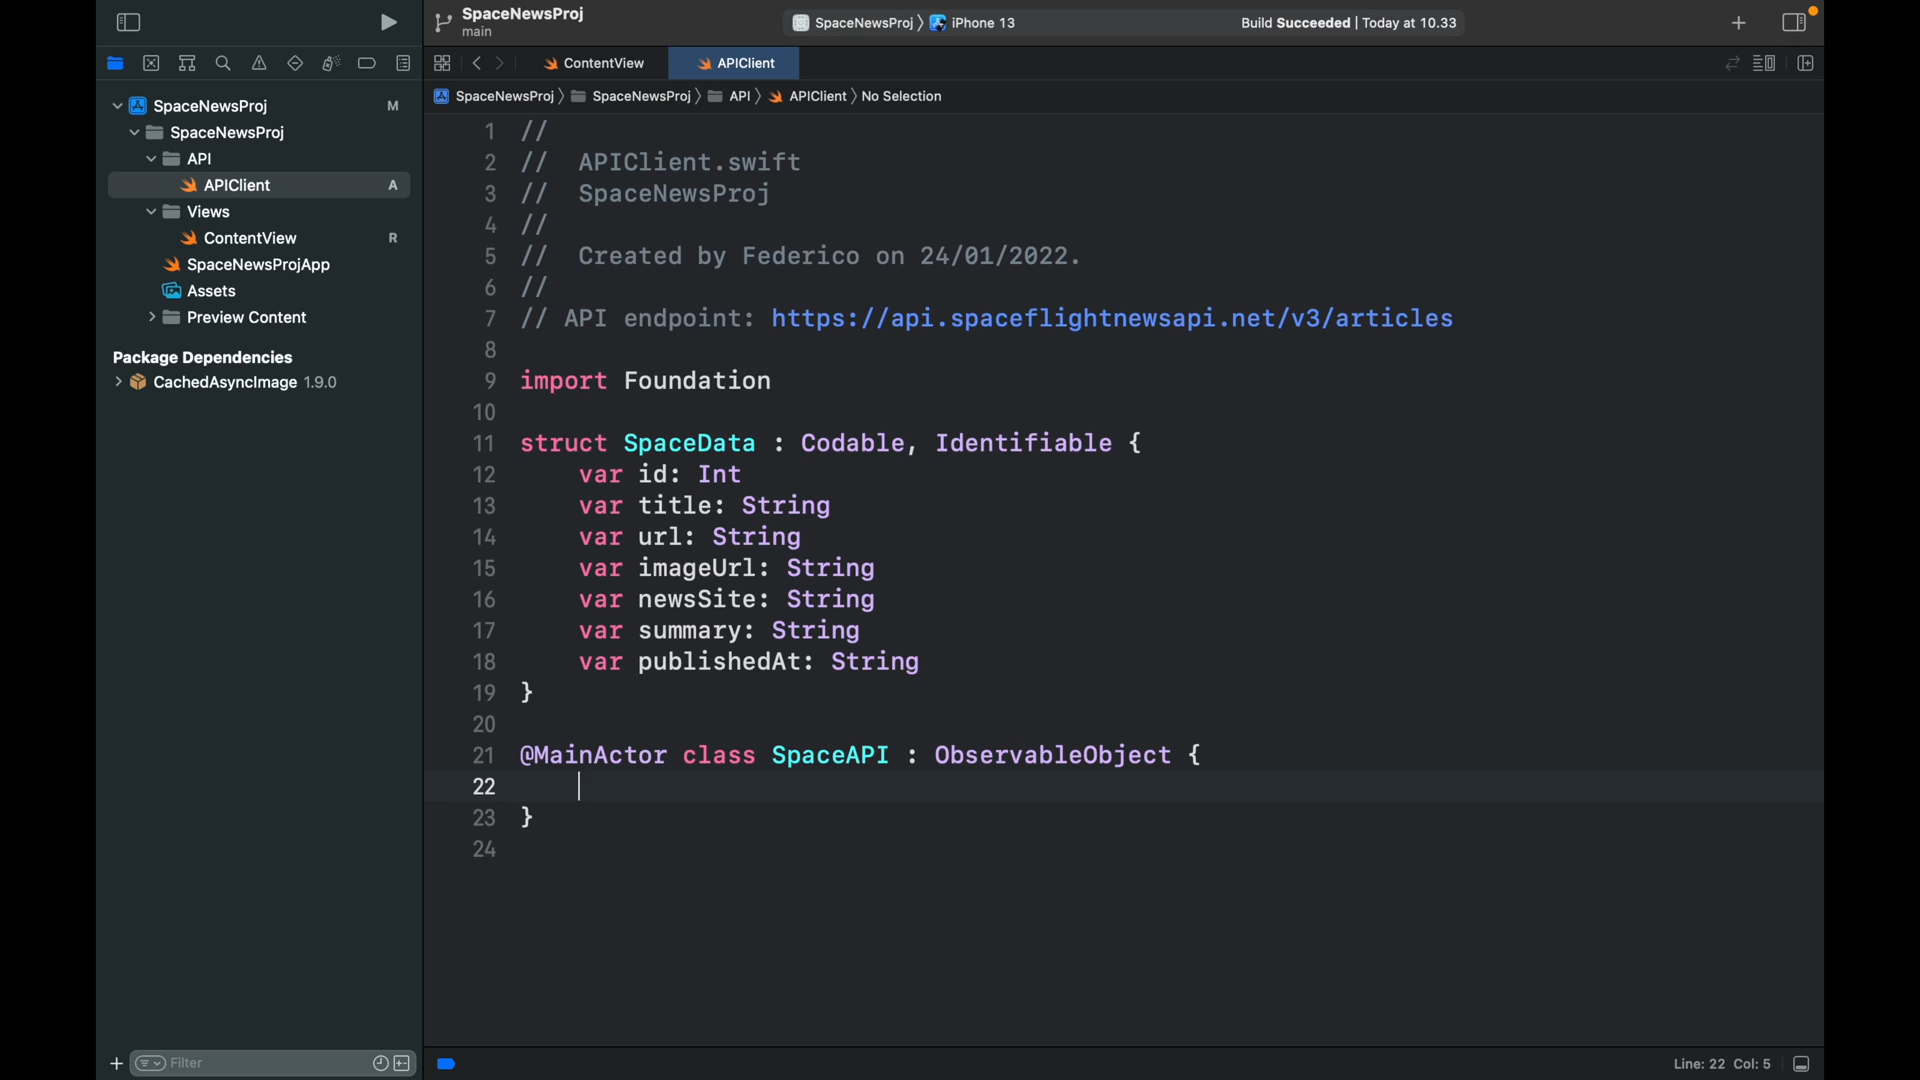 SpaceNewsProj
main
SpaceNewsProj 〉 iPhone 13
Build Succeeded | Today at 10.33
ContentView
APIClient
SpaceNewsProj 〉 SpaceNewsProj 〉 API 〉 APIClient 〉 No Selection
SpaceNewsProj M
SpaceNewsProj
API
APIClient A
Views
ContentView R
SpaceNewsProjApp
Assets
Preview Content
Package Dependencies
CachedAsyncImage 1.9.0
Filter
1 //
2 //  APIClient.swift
3 //  SpaceNewsProj
4 //
5 //  Created by Federico on 24/01/2022.
6 //
7 // API endpoint: https://api.spaceflightnewsapi.net/v3/articles
8
9 import Foundation
10
11 struct SpaceData : Codable, Identifiable {
12     var id: Int
13     var title: String
14     var url: String
15     var imageUrl: String
16     var newsSite: String
17     var summary: String
18     var publishedAt: String
19 }
20
21 @MainActor class SpaceAPI : ObservableObject {
22
23 }
24
Line: 22 Col: 5